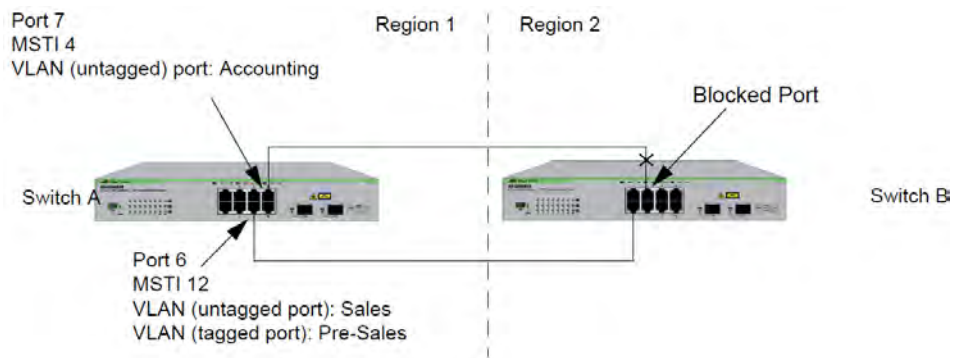 Port 7
MSTI 4
VLAN (untagged) port: Accounting
Region 1
Region 2
Blocked Port
Switch A
Switch B
Port 6
MSTI 12
VLAN (untagged port): Sales
VLAN (tagged port): Pre-Sales